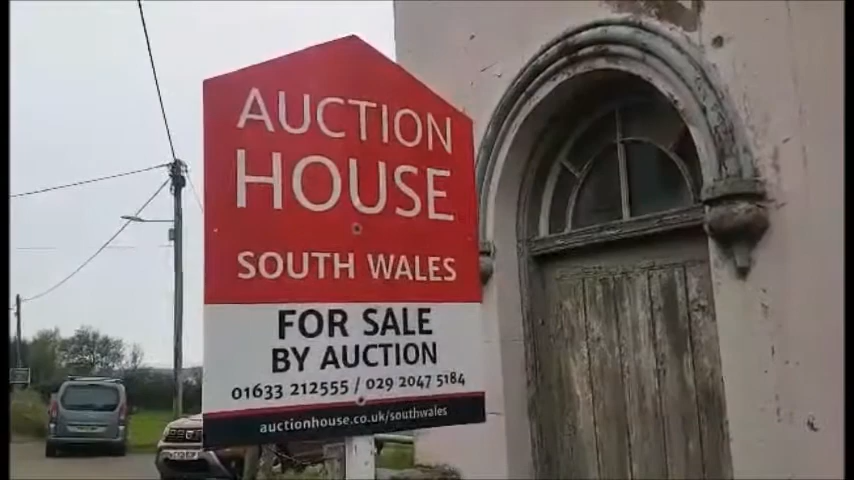 AUCTION
HOUSE
SOUTH WALES
FOR SALE
BY AUCTION
01633 212555 / 029 2047 5184
auctionhouse.co.uk/southwales